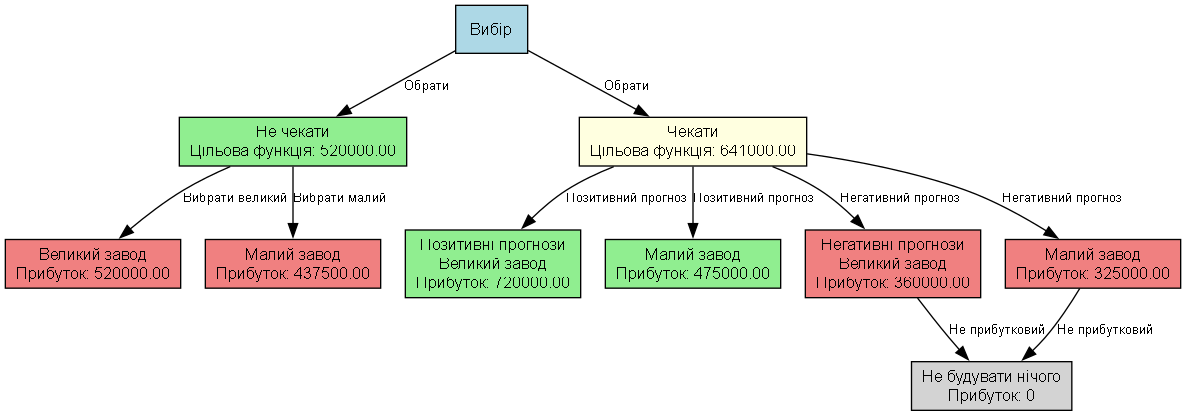 Вибір
Обрати
Обрати
Не чекати
Цільова функція: 520000.00
Чекати
Цільова функція: 641000.00
Вибрати великий
Вибрати малий
Позитивний прогноз
Позитивний прогноз
Негативний прогноз
Негативний прогноз
Великий завод
Прибуток: 520000.00
Малий завод
Прибуток: 437500.00
Позитивні прогнози
Великий завод
Прибуток: 720000.00
Малий завод
Прибуток: 475000.00
Негативні прогнози
Великий завод
Прибуток: 360000.00
Малий завод
Прибуток: 325000.00
Не прибутковий
Не прибутковий
Не будувати нічого
Прибуток: 0